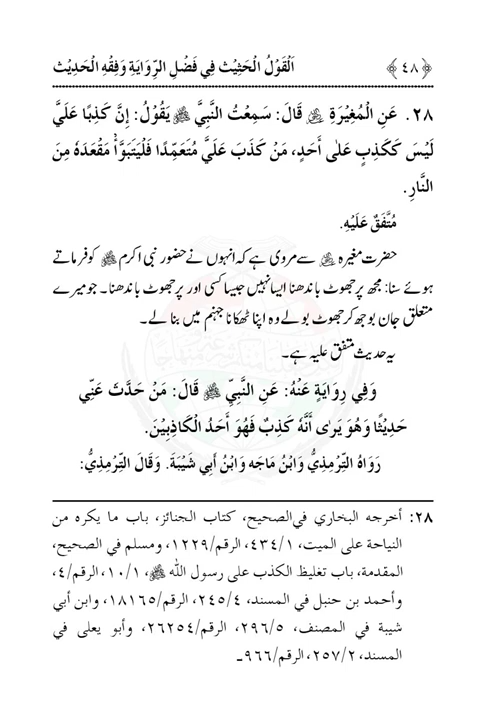 ﴿٤٨﴾ اَلْقَوْلُ الْحَثِيْث فِي فَضْلِ الرِّوَايَةِ وَفِقْهِ الْحَدِيْث
٢٨. عَنِ الْمُغِيْرَةِ ﷺ قَالَ: سَمِعْتُ النَّبِيَّ ﷺ يَقُوْلُ: إِنَّ كَذِبًا عَلَيَّ
لَيْسَ كَكَذِبٍ عَلٰى أَحَدٍ، مَنْ كَذَبَ عَلَيَّ مُتَعَمِّدًا فَلْيَتَبَوَّأْ مَقْعَدَهٗ مِنَ
النَّارِ.
مُتَّفَقٌ عَلَيْهِ.
حضرت مغیرہ سے مروی ہے کہ انہوں نے حضور نبی اکرم ﷺ کو فرماتے
ہوئے سنا: مجھ پر جھوٹ باندھنا ایسا نہیں جیسا کسی اور پر جھوٹ باندھنا۔ جو میرے
متعلق جان بوجھ کر جھوٹ بولے وہ اپنا ٹھکانا جہنم میں بنا لے۔
یہ حدیث متفق علیہ ہے۔
وَفِي رِوَايَةٍ عَنْهُ: عَنِ النَّبِيِّ ﷺ قَالَ: مَنْ حَدَّثَ عَنِّي
حَدِيْثًا وَهُوَ يَرٰى أَنَّهٗ كَذِبٌ فَهُوَ أَحَدُ الْكَاذِبِيْنَ.
رَوَاهُ التِّرْمِذِيُّ وَابْنُ مَاجَه وَابْنُ أَبِي شَيْبَةَ. وَقَالَ التِّرْمِذِيُّ:
٢٨: أخرجه البخاري في الصحيح، كتاب الجنائز، باب ما يكره من
النياحة على الميت، ٤٣٤/١، الرقم/١٢٢٩، ومسلم في الصحيح،
المقدمة، باب تغليظ الكذب على رسول الله ﷺ، ١٠/١، الرقم/٤،
وأحمد بن حنبل في المسند، ٢٤٥/٤، الرقم/١٨١٦٥، وابن أبي
شيبة في المصنف، ٢٩٦/٥، الرقم/٢٦٢٥٤، وأبو يعلى في
المسند، ٢٥٧/٢، الرقم/٩٦٦ـ